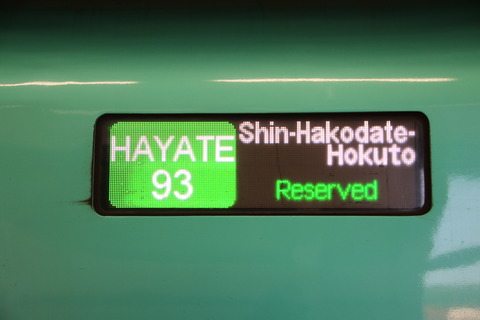 HAYATE
93
Shin-Hakodate-
Hokuto
Reserved